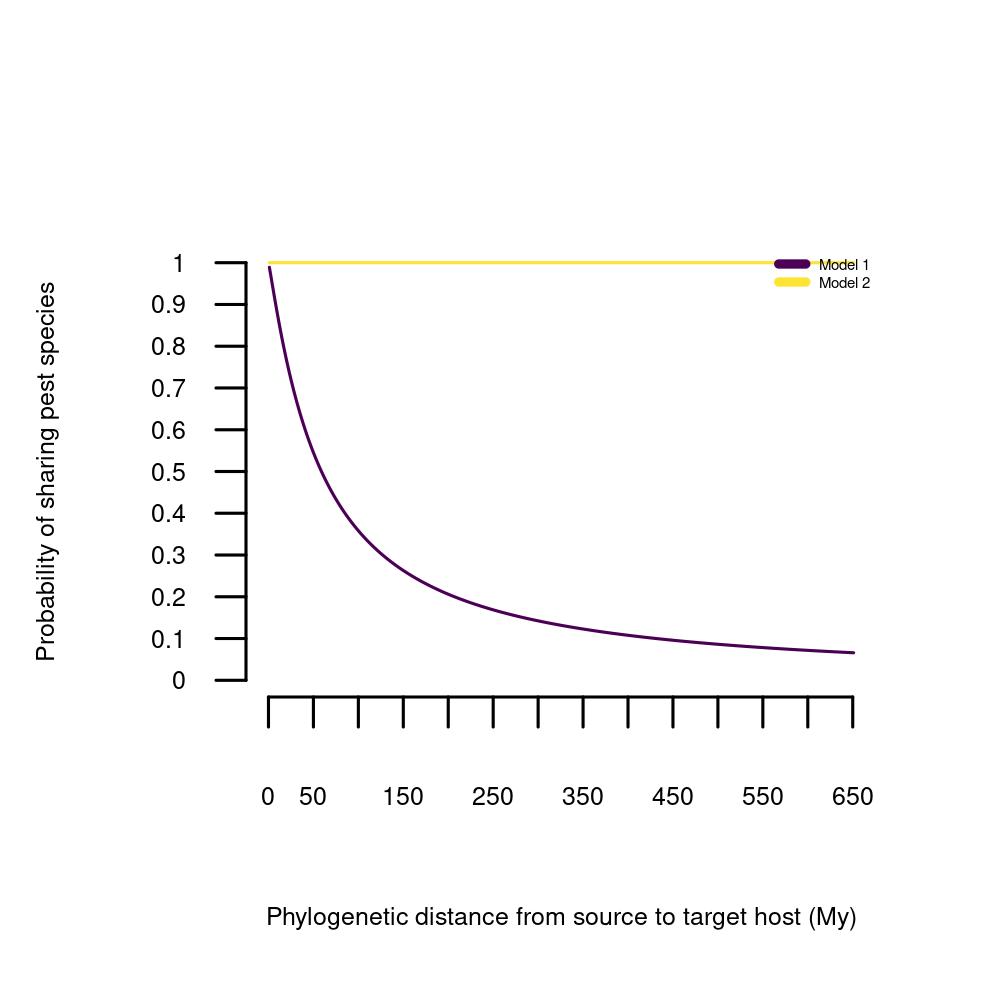 Model 1
Model 2
Probability of sharing pest species
1
0.9
0.8
0.7
0.6
0.5
0.4
0.3
0.2
0.1
0
0 50 150 250 350 450 550 650
Phylogenetic distance from source to target host (My)